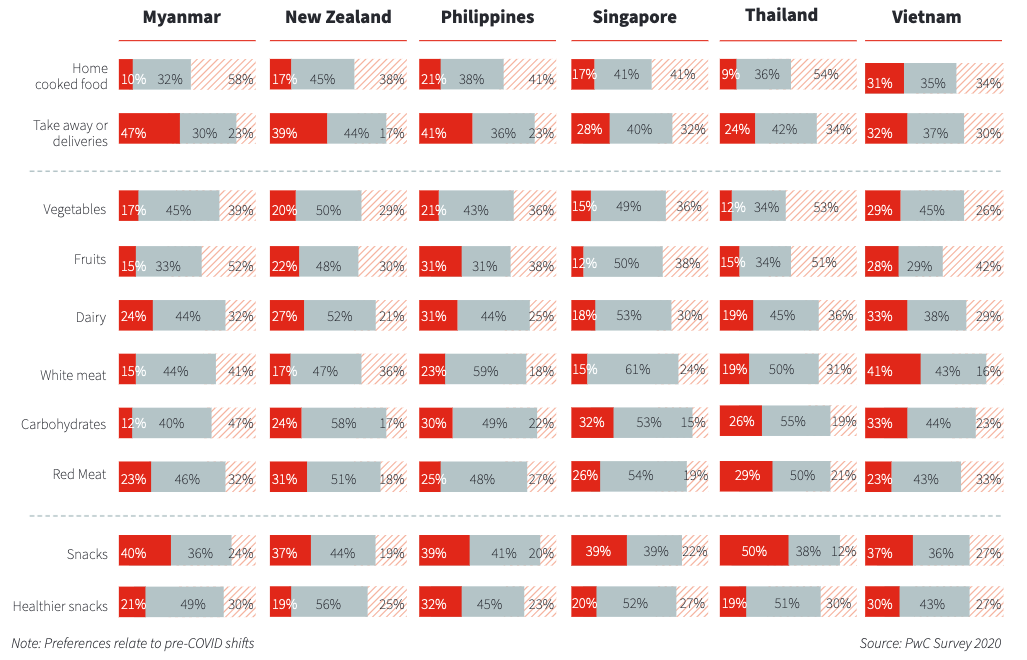 Myanmar New Zealand Philippines Singapore Thailand Vietnam
Home
cooked food
10% 32% 58% 17% 45% 38% 21% 38% 41% 17% 41% 41% 9% 36% 54% 31% 35% 34%
Take away or
deliveries
47% 30% 23% 39% 44% 17% 41% 36% 23% 28% 40% 32% 24% 42% 34% 32% 37% 30%
Vegetables 17% 45% 39% 20% 50% 29% 21% 43% 36% 15% 49% 36% 12% 34% 53% 29% 45% 26%
Fruits 15% 33% 52% 22% 48% 30% 31% 31% 38% 12% 50% 38% 15% 34% 51% 28% 29% 42%
Dairy 24% 44% 32% 27% 52% 21% 31% 44% 25% 18% 53% 30% 19% 45% 36% 33% 38% 29%
White meat 15% 44% 41% 17% 47% 36% 23% 59% 18% 15% 61% 24% 19% 50% 31% 41% 43% 16%
Carbohydrates 12% 40% 47% 24% 58% 17% 30% 49% 22% 32% 53% 15% 26% 55% 19% 33% 44% 23%
Red Meat 23% 46% 32% 31% 51% 18% 25% 48% 27% 26% 54% 19% 29% 50% 21% 23% 43% 33%
Snacks 40% 36% 24% 37% 44% 19% 39% 41% 20% 39% 39% 22% 50% 38% 12% 37% 36% 27%
Healthier snacks 21% 49% 30% 19% 56% 25% 32% 45% 23% 20% 52% 27% 19% 51% 30% 30% 43% 27%
Note: Preferences relate to pre-COVID shifts Source: PwC Survey 2020